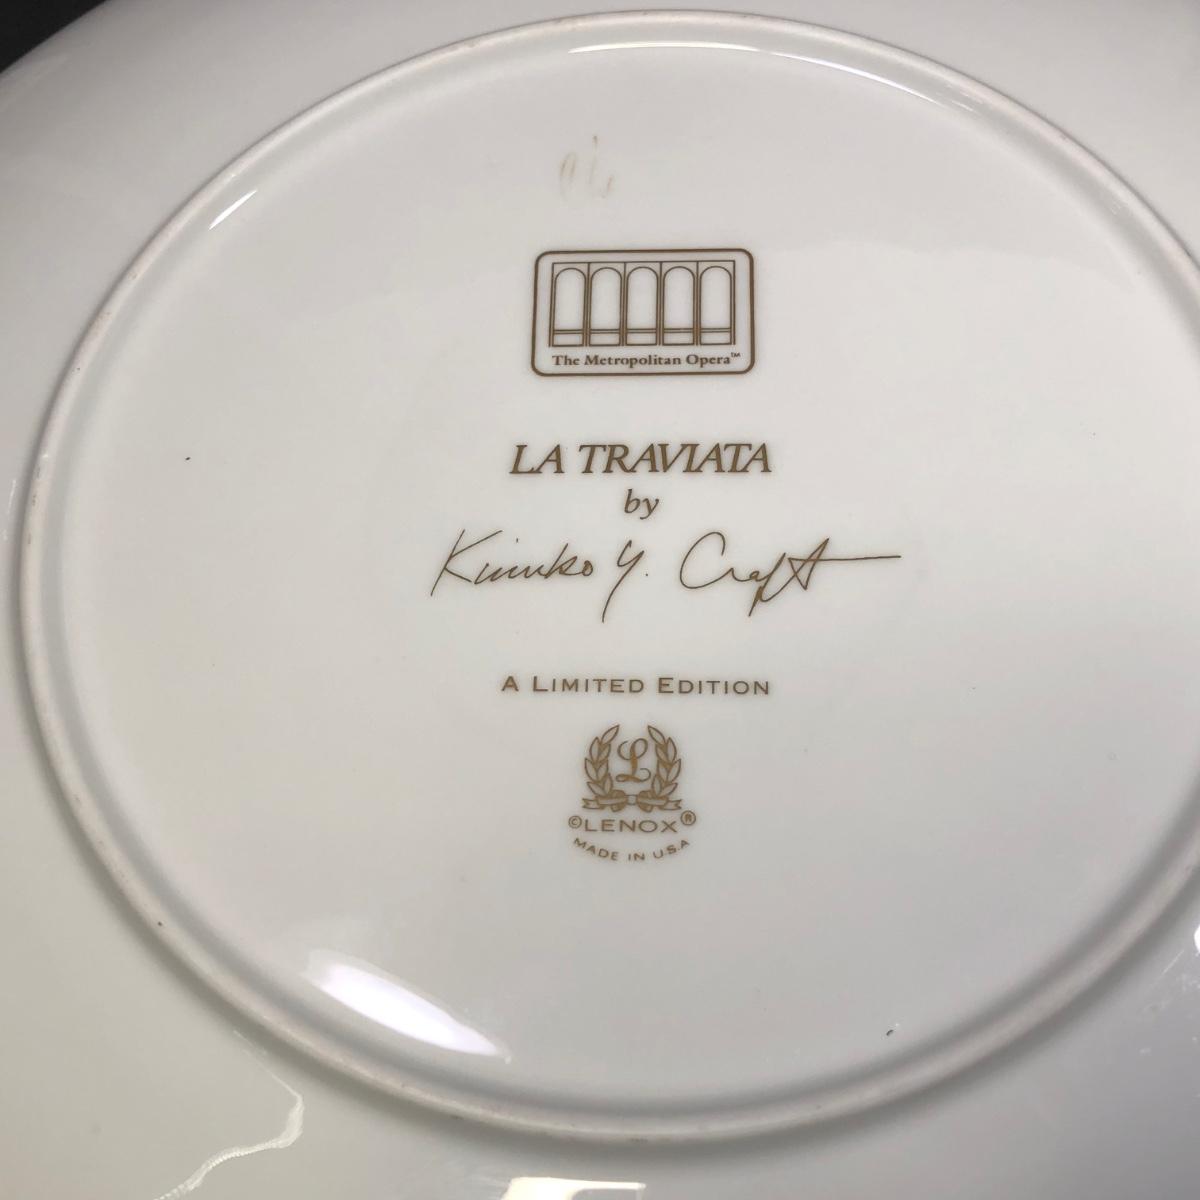 The Metropolitan Opera™
LA TRAVIATA
by
Kinuko Y. Craft
A LIMITED EDITION
L
©LENOX®
MADE IN U.S.A